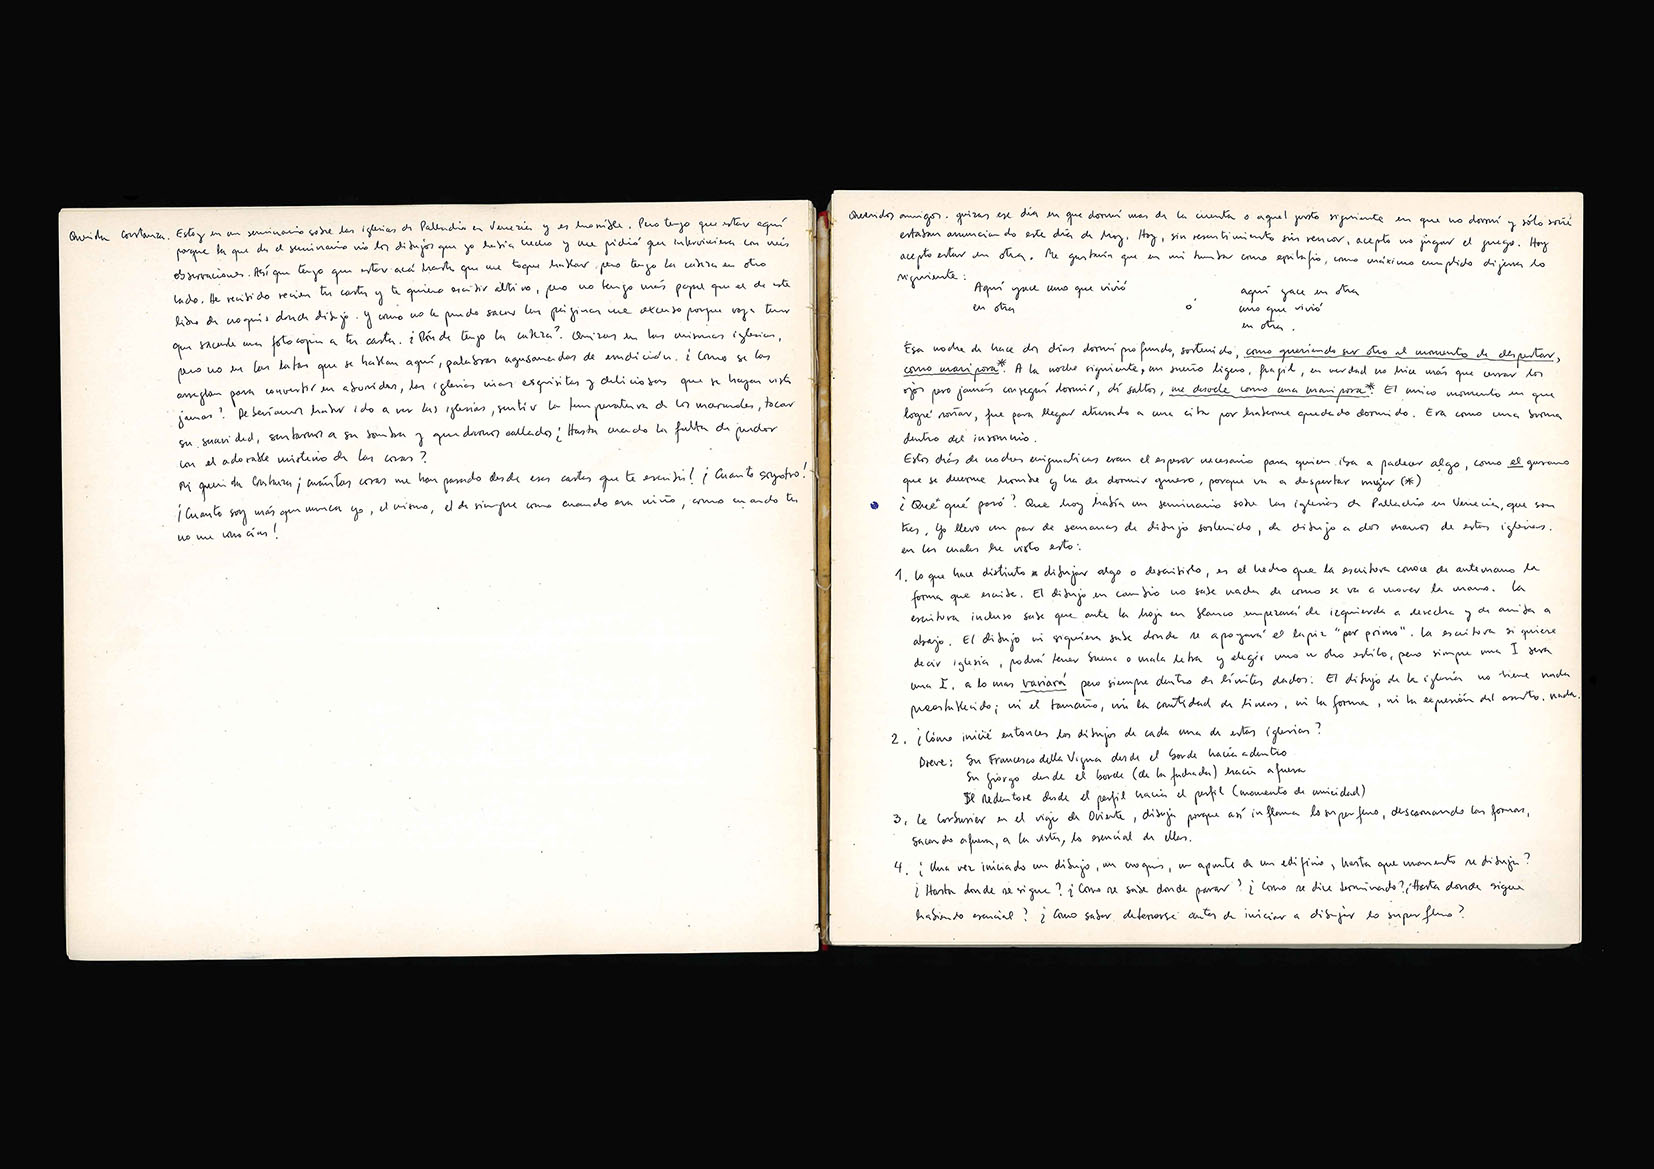 Querida Constanza. Estoy en un seminario sobre las iglesias de Palladio en Venezia y es horrible. Pero tengo que estar aquí
porque la que da el seminario vio los dibujos que yo había hecho y me pidió que interviniera con mis
observaciones. Así que tengo que estar acá hasta que me toque hablar pero tengo la cabeza en otro
lado. He recibido recien tu carta y te quiero escribir altiro, pero no tengo más papel que el de este
libro de croquis donde dibujo. y como no le puedo sacar las páginas me excuso porque voy a tener
que sacarle una fotocopia a tu carta. ¿Dónde tengo la cabeza? Quizas en las mismas iglesias,
pero no en las latas que se hablan aquí, palabras agusanadas de erudición. ¿Como se las
arreglan para convertir en aburridas, las iglesias más exquisitas y deliciosas que se hayan visto
jamas? Deberíamos haber ido a ver las iglesias, sentir la temperatura de los marmoles, tocar
su suavidad, sentarnos a su sombra y quedarnos callados ¿Hasta cuando la falta de pudor
con el adorable misterio de las cosas?
Mi querida Constanza ¡cuántas cosas me han pasado desde esas cartas que te escribí! ¡Cuanto soy otro!
¡Cuanto soy más que nunca yo, el mismo, el de siempre como cuando era niño, como cuando tu
no me conocías!
Queridos amigos. quizas ese día en que dormí mas de la cuenta o aquel justo siguiente en que no dormí y sólo soñé
estaban anunciando este día de hoy. Hoy, sin resentimiento sin rencor, acepto no jugar el juego. Hoy
acepto estar en otra. Me gustaría que en mi tumba como epitafio, como máximo cumplido dijeran lo
siguiente:
Aquí yace uno que vivió
en otra
ó
aquí yace en otra
uno que vivió
en otra.
Esa noche de hace dos días dormí profundo, sostenido, como queriendo ser otro al momento de despertar,
como mariposa*. A la noche siguiente, un sueño ligero, fragil, en verdad no hice más que cerrar los
ojos pero jamás conseguí dormir, dí saltos, me desvele como una mariposa* El unico momento en que
logré soñar, fue para llegar atrasado a una cita por haberme quedado dormido. Era como una broma
dentro del insomnio.
Estos días de noches enigmaticas eran el espesor necesario para quien iba a padecer algo, como el gusano
que se duerme hombre y ha de dormir grueso, porque va a despertar mujer (*)
¿Qué qué pasó? Que hoy había un seminario sobre las iglesias de Palladio en Venecia, que son
tres. Yo llevo un par de semanas de dibujo sostenido, de dibujo a dos manos de estas iglesias.
en las cuales he visto esto:
1. lo que hace distinto a dibujar algo o describirlo, es el hecho que la escritura conoce de antemano la
forma que escribe. El dibujo en cambio no sabe nada de como se va a mover la mano. La
escritura incluso sabe que ante la hoja en blanco empezará de izquierda a derecha y de arriba a
abajo. El dibujo ni siquiera sabe donde se apoyará el lapiz "per primo". La escritura si quiere
decir iglesia, podrá tener buena o mala letra y elegir uno u otro estilo, pero siempre una I será
una I. a lo mas variará pero siempre dentro de límites dados. El dibujo de la iglesia no tiene nada
preestablecido; ni el tamaño, ni la cantidad de lineas, ni la forma, ni la expresión del asunto. nada.
2. ¿Cómo inicié entonces los dibujos de cada una de estas iglesias?
Breve: Sn Francesco della Vigna desde el borde hacia adentro
Sn Giorgo desde el borde (de la fachada) hacia afuera
Il Redentore desde el perfil hacia el perfil (momento de unicidad)
3. Le Corbusier en el viaje de Oriente, dibuja porque así inflama lo superfluo, descarnando las formas,
sacando afuera, a la vista, lo esencial de ellas.
4. ¿Una vez iniciado un dibujo, un croquis, un apunte de un edificio, hasta que momento se dibuja?
¿Hasta donde se sigue? ¿Como se sabe donde parar? ¿Como se dice terminado? ¿Hasta donde sigue
habiendo esencial? ¿Como saber detenerse antes de iniciar a dibujar lo superfluo?